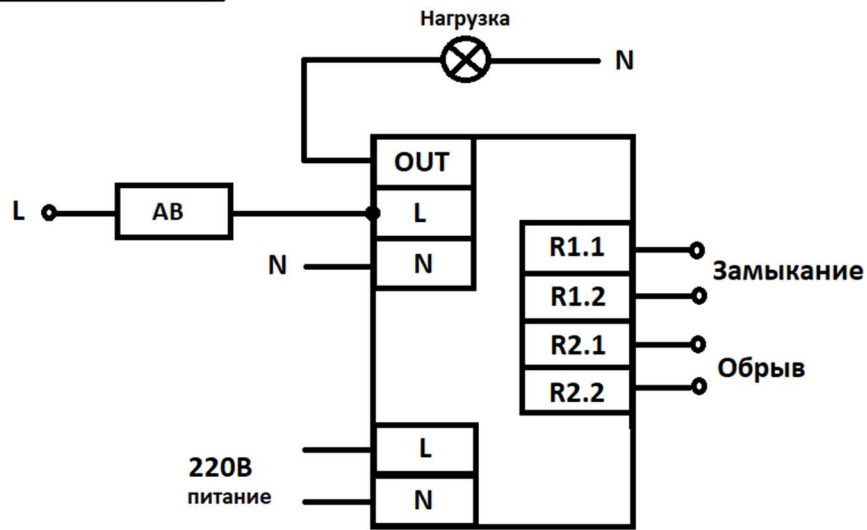 Нагрузка
N
OUT
L
АВ
L
N
N
R1.1
Замыкание
R1.2
R2.1
Обрыв
R2.2
220В
питание
L
N